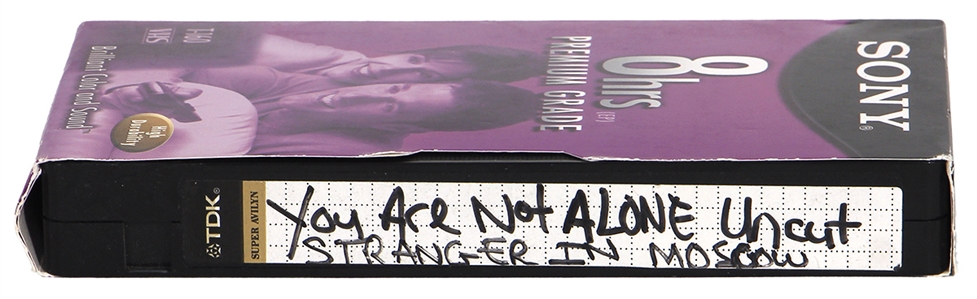 SONY®
8hrs (EP)
PREMIUM GRADE
T-160
VHS
Brilliant Color and Sound™
High
Durability
TDK®
SUPER AVILYN
You Are Not ALONE Uncut
STRANGER IN MOSCOW